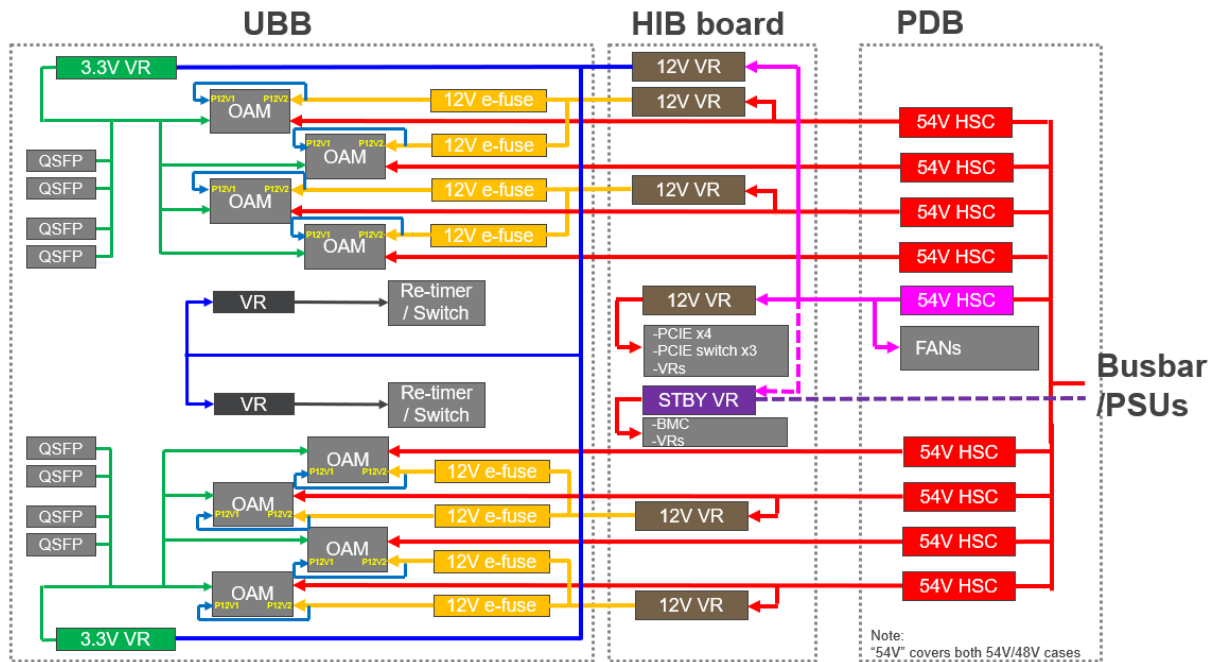 UBB
HIB board
PDB
3.3V VR
12V VR
P12V1 P12V2
OAM
12V e-fuse
12V VR
54V HSC
12V e-fuse
P12V1 P12V2
OAM
QSFP
54V HSC
QSFP
P12V1 P12V2
OAM
12V e-fuse
12V VR
54V HSC
QSFP
P12V1 P12V2
OAM
12V e-fuse
QSFP
54V HSC
VR
Re-timer
/ Switch
12V VR
54V HSC
-PCIE x4
-PCIE switch x3
-VRs
FANs
Busbar
/PSUs
VR
Re-timer
/ Switch
STBY VR
-BMC
-VRs
QSFP
OAM
P12V1 P12V2
54V HSC
QSFP
12V e-fuse
OAM
P12V1 P12V2
54V HSC
QSFP
12V e-fuse
12V VR
QSFP
OAM
P12V1 P12V2
54V HSC
12V e-fuse
OAM
P12V1 P12V2
54V HSC
12V e-fuse
12V VR
3.3V VR
Note:
“54V” covers both 54V/48V cases